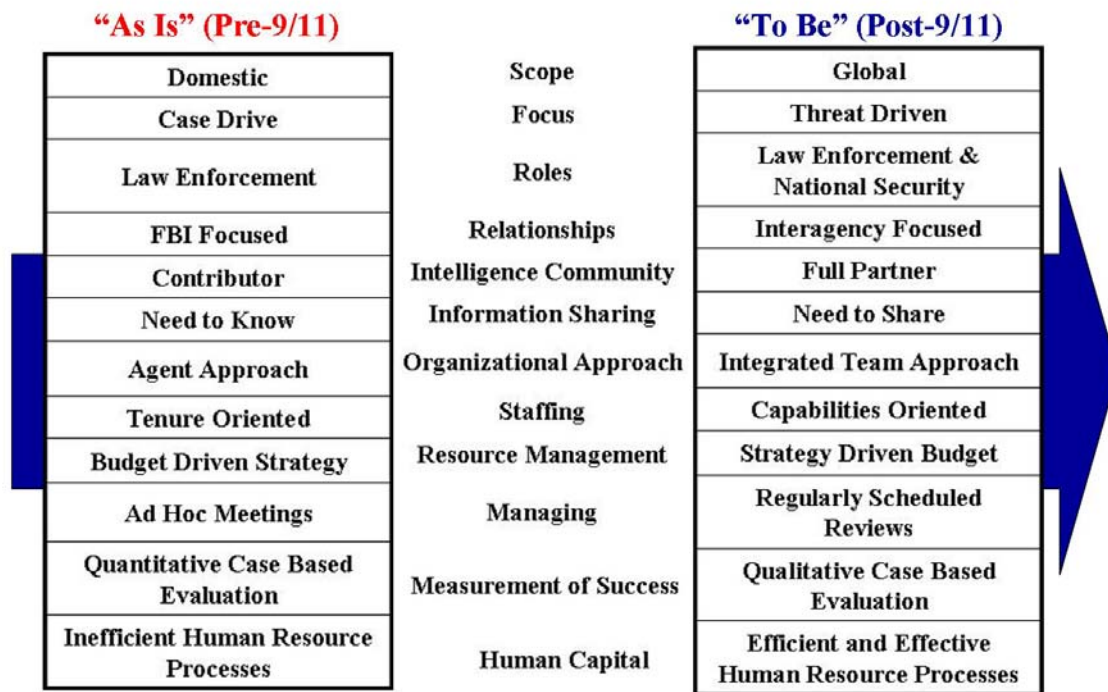 “As Is” (Pre-9/11)
“To Be” (Post-9/11)
Domestic
Scope
Global
Case Drive
Focus
Threat Driven
Law Enforcement
Roles
Law Enforcement &
National Security
FBI Focused
Relationships
Interagency Focused
Contributor
Intelligence Community
Full Partner
Need to Know
Information Sharing
Need to Share
Agent Approach
Organizational Approach
Integrated Team Approach
Tenure Oriented
Staffing
Capabilities Oriented
Budget Driven Strategy
Resource Management
Strategy Driven Budget
Ad Hoc Meetings
Managing
Regularly Scheduled
Reviews
Quantitative Case Based
Evaluation
Measurement of Success
Qualitative Case Based
Evaluation
Inefficient Human Resource
Processes
Human Capital
Efficient and Effective
Human Resource Processes